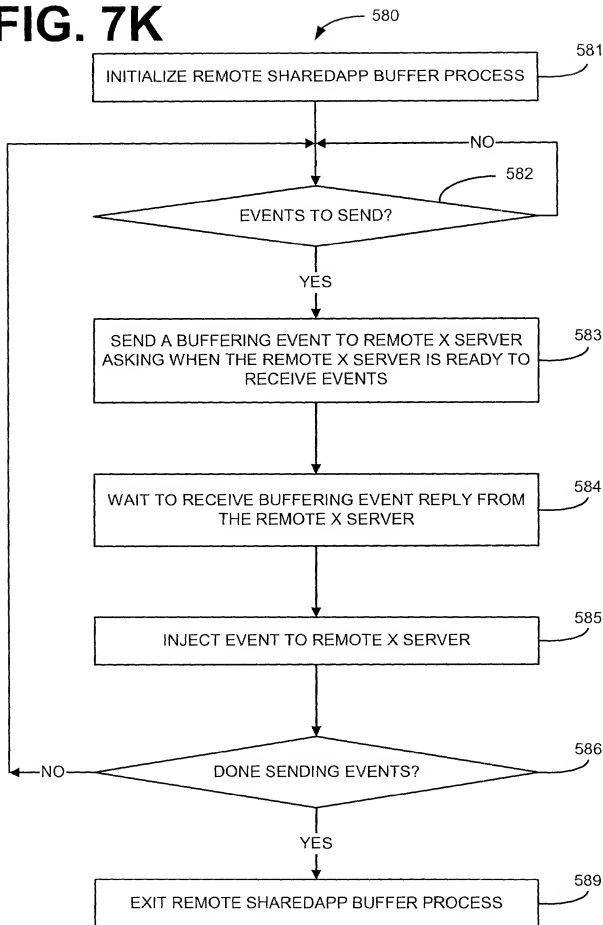 FIG. 7K
580
INITIALIZE REMOTE SHAREDAPP BUFFER PROCESS
581
NO
582
EVENTS TO SEND?
YES
SEND A BUFFERING EVENT TO REMOTE X SERVER
ASKING WHEN THE REMOTE X SERVER IS READY TO
RECEIVE EVENTS
583
WAIT TO RECEIVE BUFFERING EVENT REPLY FROM
THE REMOTE X SERVER
584
INJECT EVENT TO REMOTE X SERVER
585
DONE SENDING EVENTS?
586
NO
YES
EXIT REMOTE SHAREDAPP BUFFER PROCESS
589